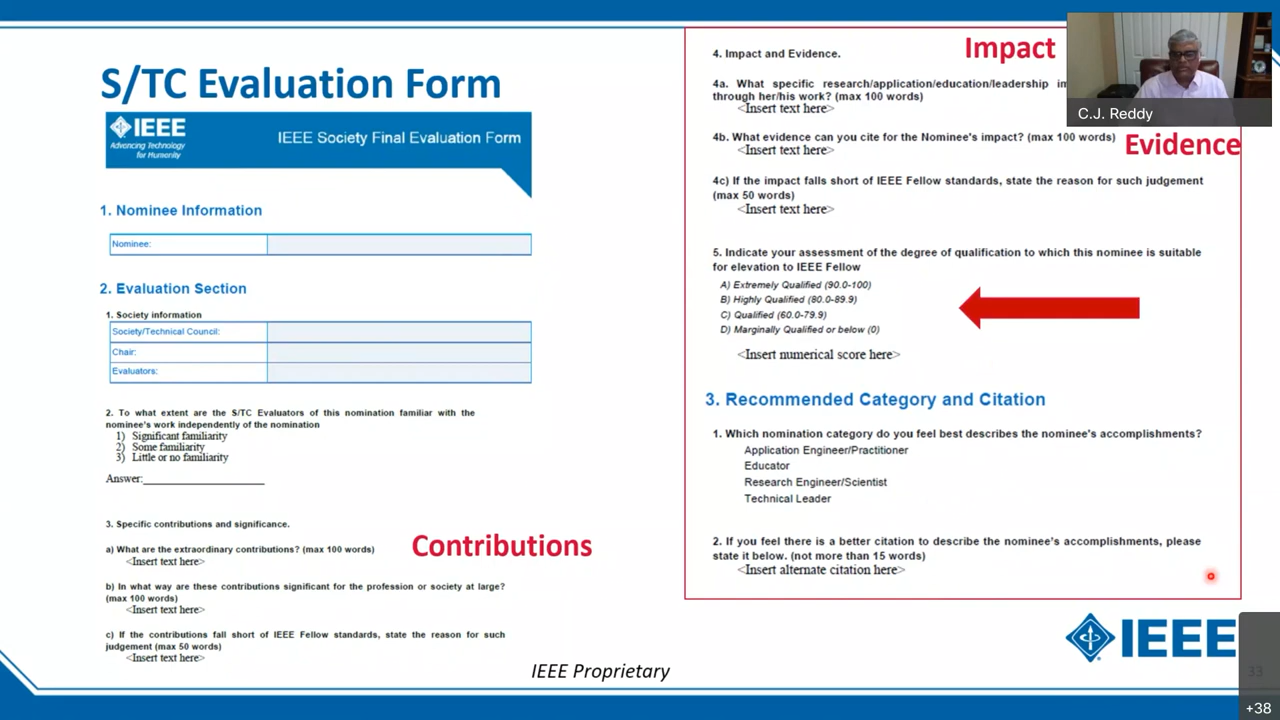 S/TC Evaluation Form
IEEE
Advancing Technology
for Humanity
IEEE Society Final Evaluation Form
1. Nominee Information
Nominee:
2. Evaluation Section
1. Society information
Society/Technical Council:
Chair:
Evaluators:
2. To what extent are the S/TC Evaluators of this nomination familiar with the
nominee's work independently of the nomination
1) Significant familiarity
2) Some familiarity
3) Little or no familiarity
Answer:____________________
3. Specific contributions and significance.
a) What are the extraordinary contributions? (max 100 words)
<Insert text here>
Contributions
b) In what way are these contributions significant for the profession or society at large?
(max 100 words)
<Insert text here>
c) If the contributions fall short of IEEE Fellow standards, state the reason for such
judgement (max 50 words)
<Insert text here>
Impact
4. Impact and Evidence.
4a. What specific research/application/education/leadership
through her/his work? (max 100 words)
<Insert text here>
4b. What evidence can you cite for the Nominee's impact? (max 100 words)
Evidence
<Insert text here>
4c) If the impact falls short of IEEE Fellow standards, state the reason for such judgement
(max 50 words)
<Insert text here>
5. Indicate your assessment of the degree of qualification to which this nominee is suitable
for elevation to IEEE Fellow
A) Extremely Qualified (90.0-100)
B) Highly Qualified (80.0-89.9)
C) Qualified (60.0-79.9)
D) Marginally Qualified or below (0)
<Insert numerical score here>
3. Recommended Category and Citation
1. Which nomination category do you feel best describes the nominee's accomplishments?
Application Engineer/Practitioner
Educator
Research Engineer/Scientist
Technical Leader
2. If you feel there is a better citation to describe the nominee's accomplishments, please
state it below. (not more than 15 words)
<Insert alternate citation here>
C.J. Reddy
IEEE
IEEE Proprietary
33
+38